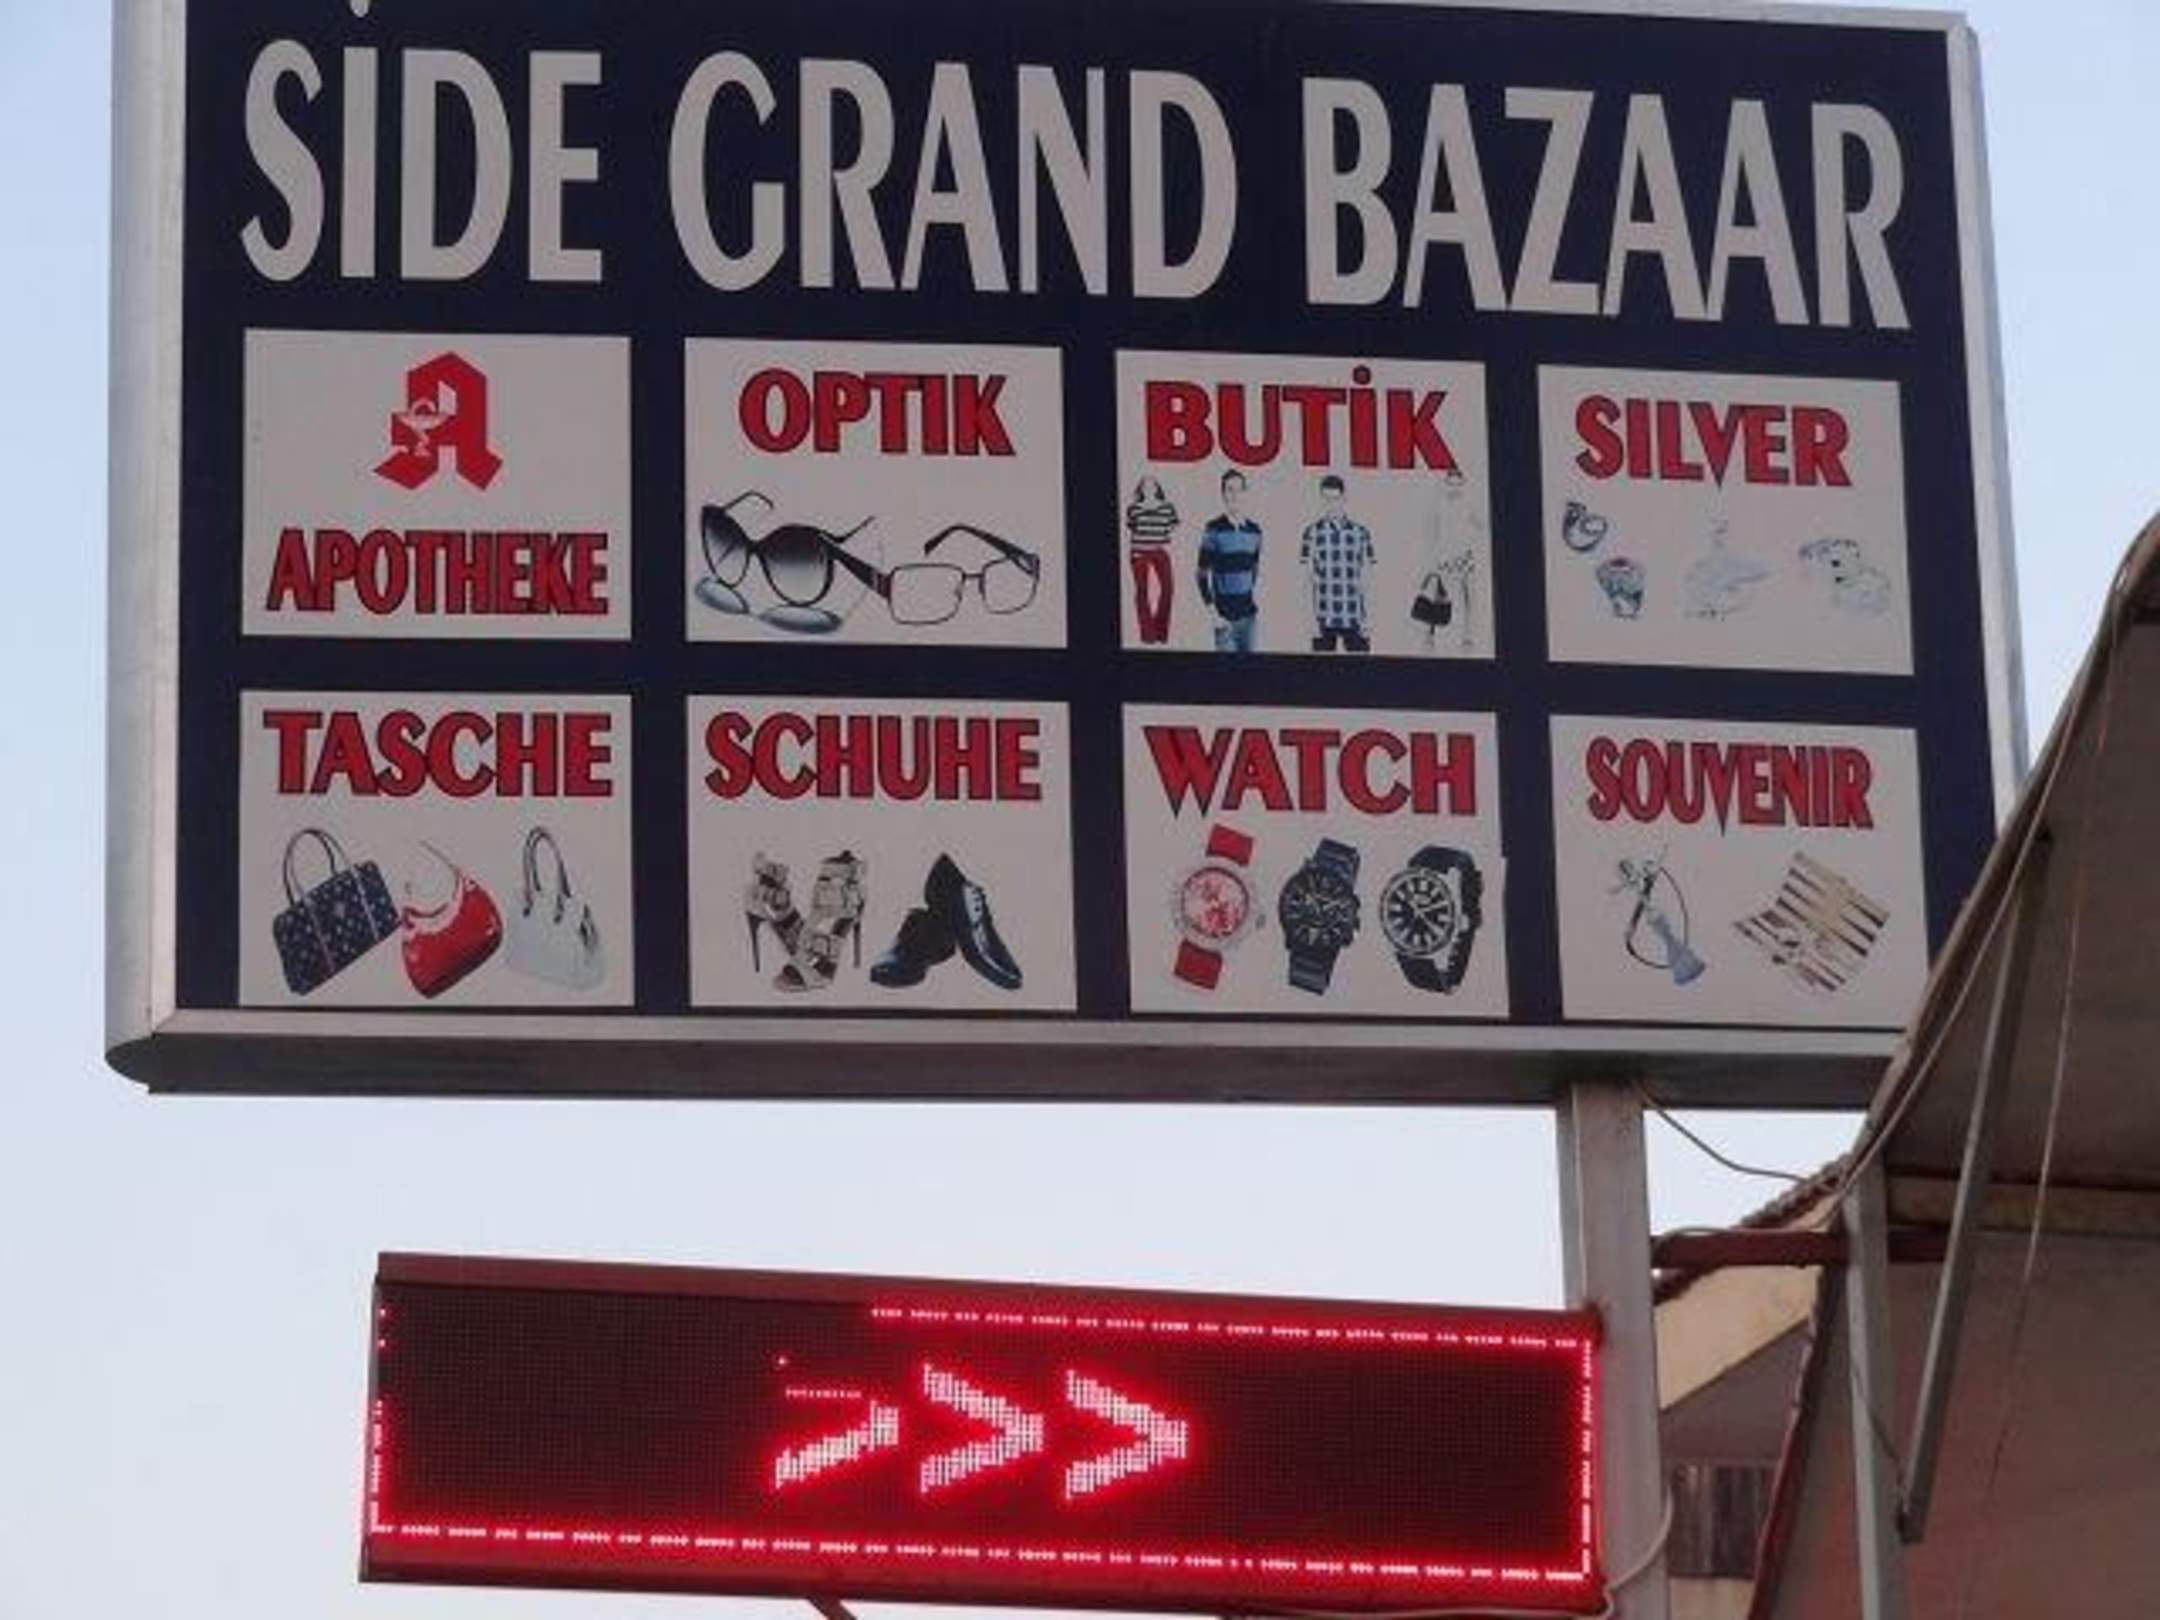 SİDE GRAND BAZAAR
A
APOTHEKE
OPTIK
BUTİK
SILVER
TASCHE
SCHUHE
WATCH
SOUVENIR
>>>